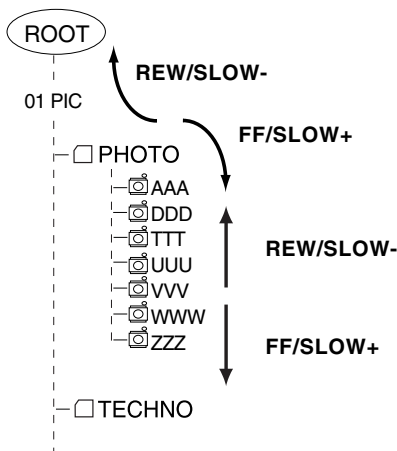 ROOT
REW/SLOW-
01 PIC
FF/SLOW+
PHOTO
AAA
DDD
TTT
UUU
REW/SLOW-
VVV
WWW
ZZZ
FF/SLOW+
TECHNO